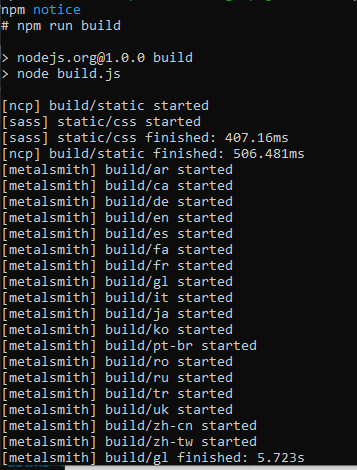 npm notice
# npm run build
> nodejs.org@1.0.0 build
> node build.js
[ncp] build/static started
[sass] static/css started
[sass] static/css finished: 407.16ms
[ncp] build/static finished: 506.481ms
[metalsmith] build/ar started
[metalsmith] build/ca started
[metalsmith] build/de started
[metalsmith] build/en started
[metalsmith] build/es started
[metalsmith] build/fa started
[metalsmith] build/fr started
[metalsmith] build/gl started
[metalsmith] build/it started
[metalsmith] build/ja started
[metalsmith] build/ko started
[metalsmith] build/pt-br started
[metalsmith] build/ro started
[metalsmith] build/ru started
[metalsmith] build/tr started
[metalsmith] build/uk started
[metalsmith] build/zh-cn started
[metalsmith] build/zh-tw started
[metalsmith] build/gl finished: 5.723s